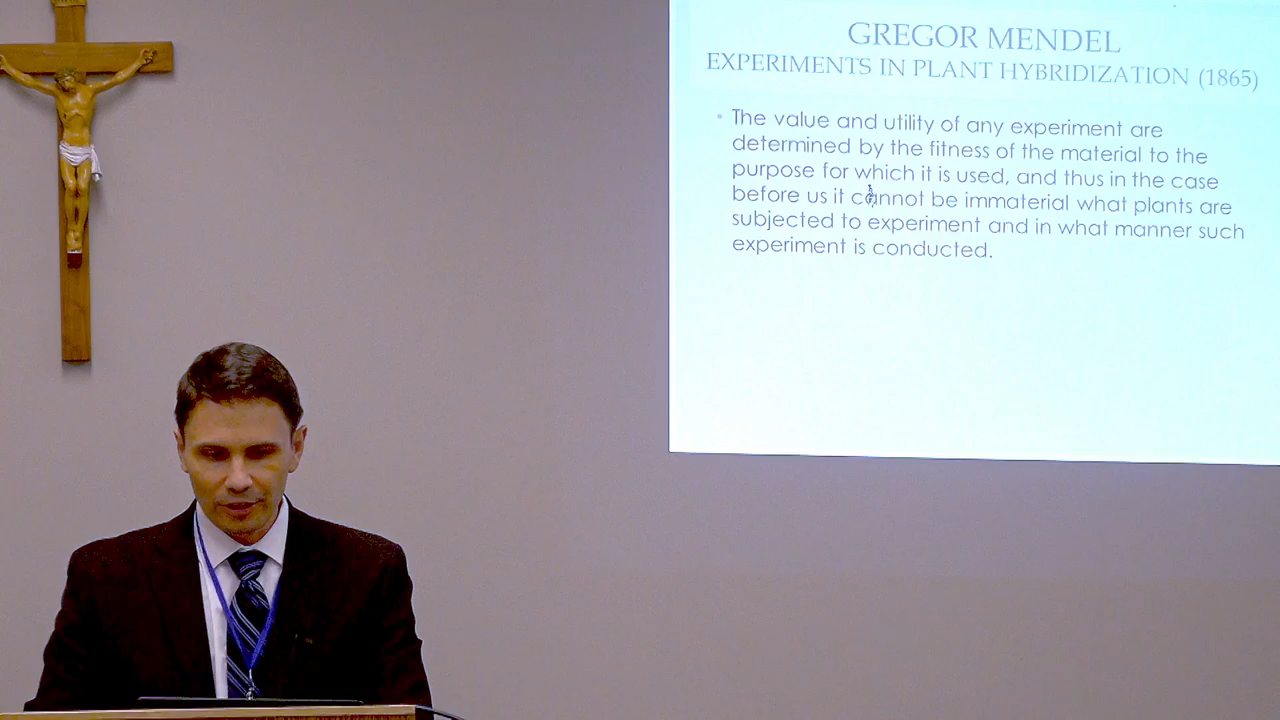 GREGOR MENDEL
EXPERIMENTS IN PLANT HYBRIDIZATION (1865)
• The value and utility of any experiment are
determined by the fitness of the material to the
purpose for which it is used, and thus in the case
before us it cannot be immaterial what plants are
subjected to experiment and in what manner such
experiment is conducted.